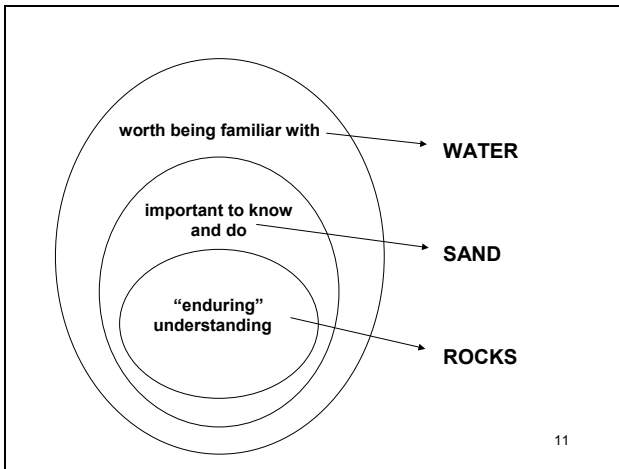 worth being familiar with
WATER
important to know
and do
SAND
“enduring”
understanding
ROCKS
11